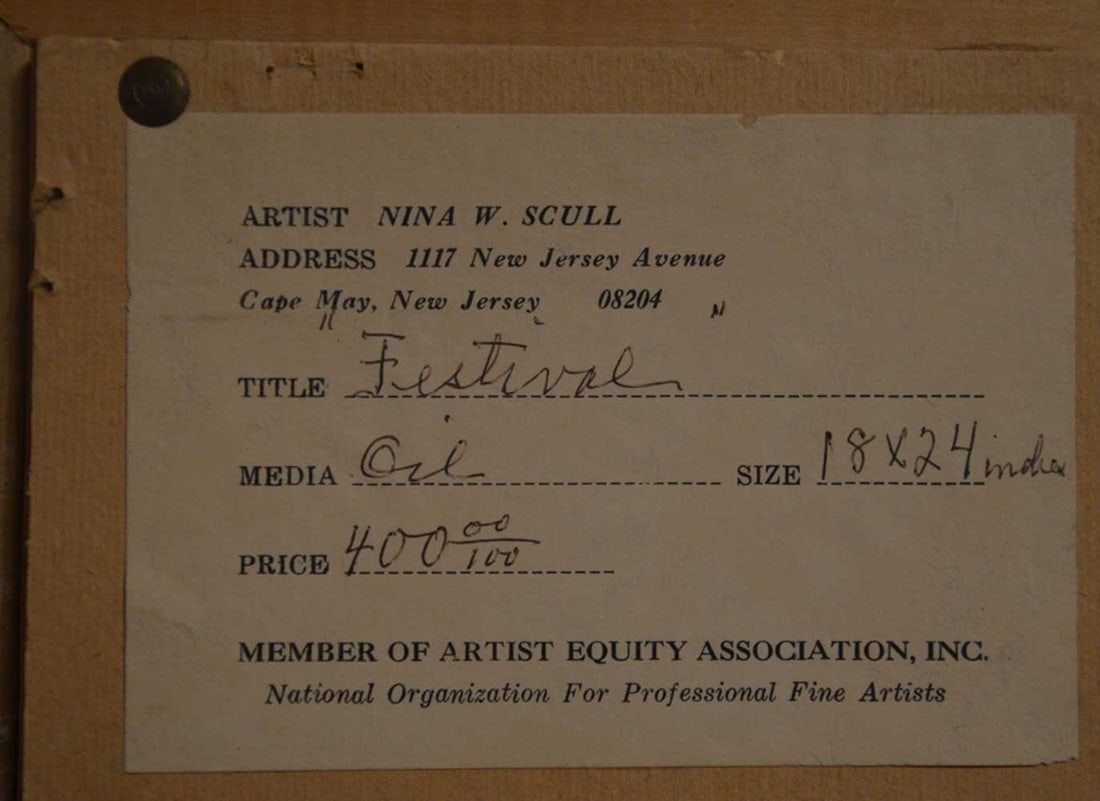 ARTIST NINA W. SCULL
ADDRESS 1117 New Jersey Avenue
Cape May, New Jersey 08204
TITLE "Festival"
MEDIA Oil SIZE 18X24 inches
PRICE 400 00/100
MEMBER OF ARTIST EQUITY ASSOCIATION, INC.
National Organization For Professional Fine Artists